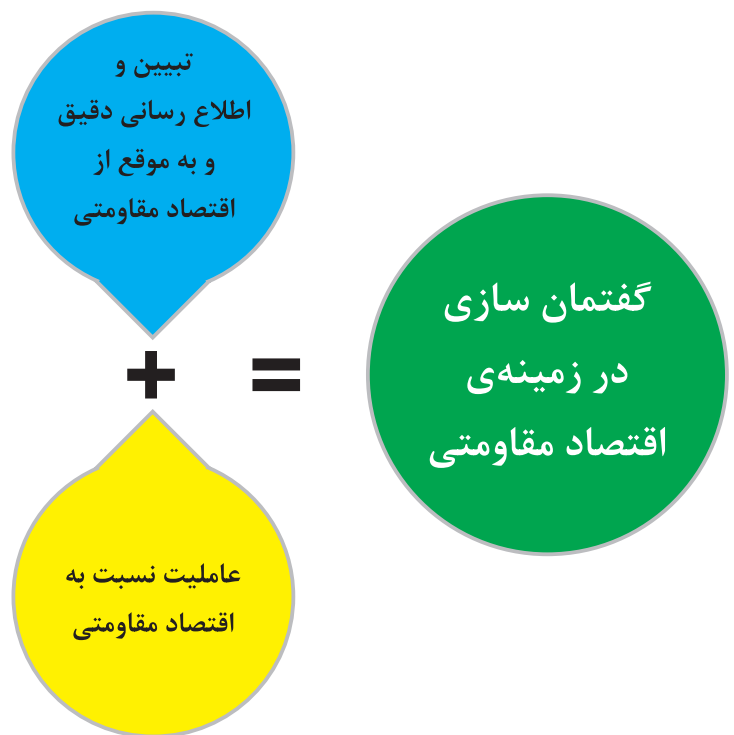 تبیین و
اطلاع رسانی دقیق
و به موقع از
اقتصاد مقاومتی
+
عاملیت نسبت به
اقتصاد مقاومتی
=
گفتمان سازی
در زمینه‌ی
اقتصاد مقاومتی